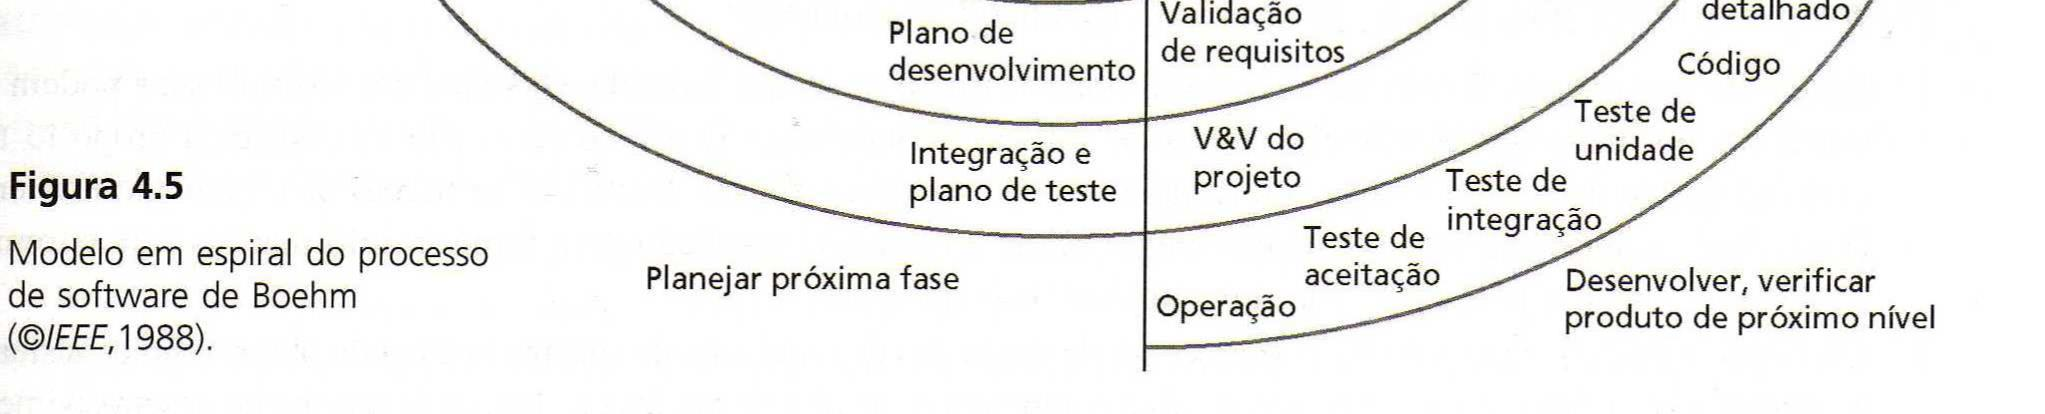 Validação
de requisitos
Plano de
desenvolvimento
detalhado
Código
Teste de
unidade
V&V do
projeto
Integração e
plano de teste
Teste de
integração
Teste de
aceitação
Operação
Planejar próxima fase
Desenvolver, verificar
produto de próximo nível
Figura 4.5
Modelo em espiral do processo
de software de Boehm
(©IEEE,1988).